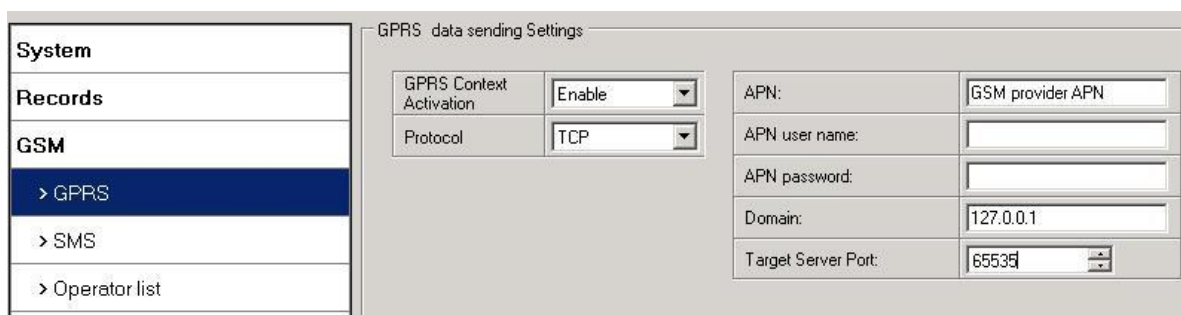 System
Records
GSM
> GPRS
> SMS
> Operator list
GPRS data sending Settings
GPRS Context
Activation
Enable
Protocol
TCP
APN:
GSM provider APN
APN user name:
APN password:
Domain:
127.0.0.1
Target Server Port:
65535